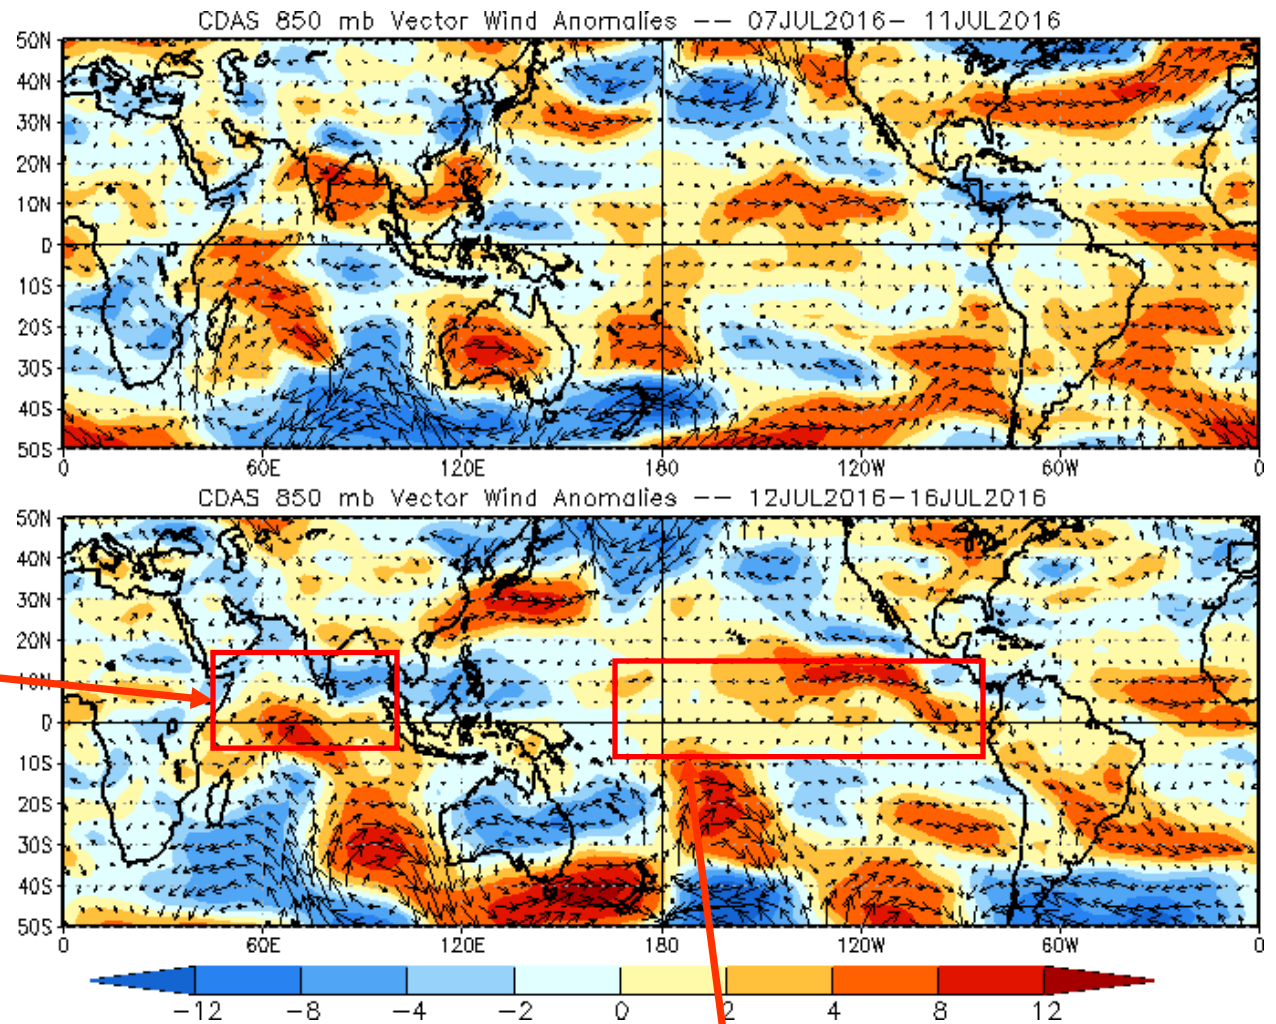 CDAS 850 mb Vector Wind Anomalies -- 07JUL2016- 11JUL2016
50N
40N
30N
20N
10N
0
10S
20S
30S
40S
50S
0 60E 120E 180 120W 60W 0
CDAS 850 mb Vector Wind Anomalies -- 12JUL2016-16JUL2016
50N
40N
30N
20N
10N
0
10S
20S
30S
40S
50S
0 60E 120E 180 120W 60W 0
-12 -8 -4 -2 0 2 4 8 12